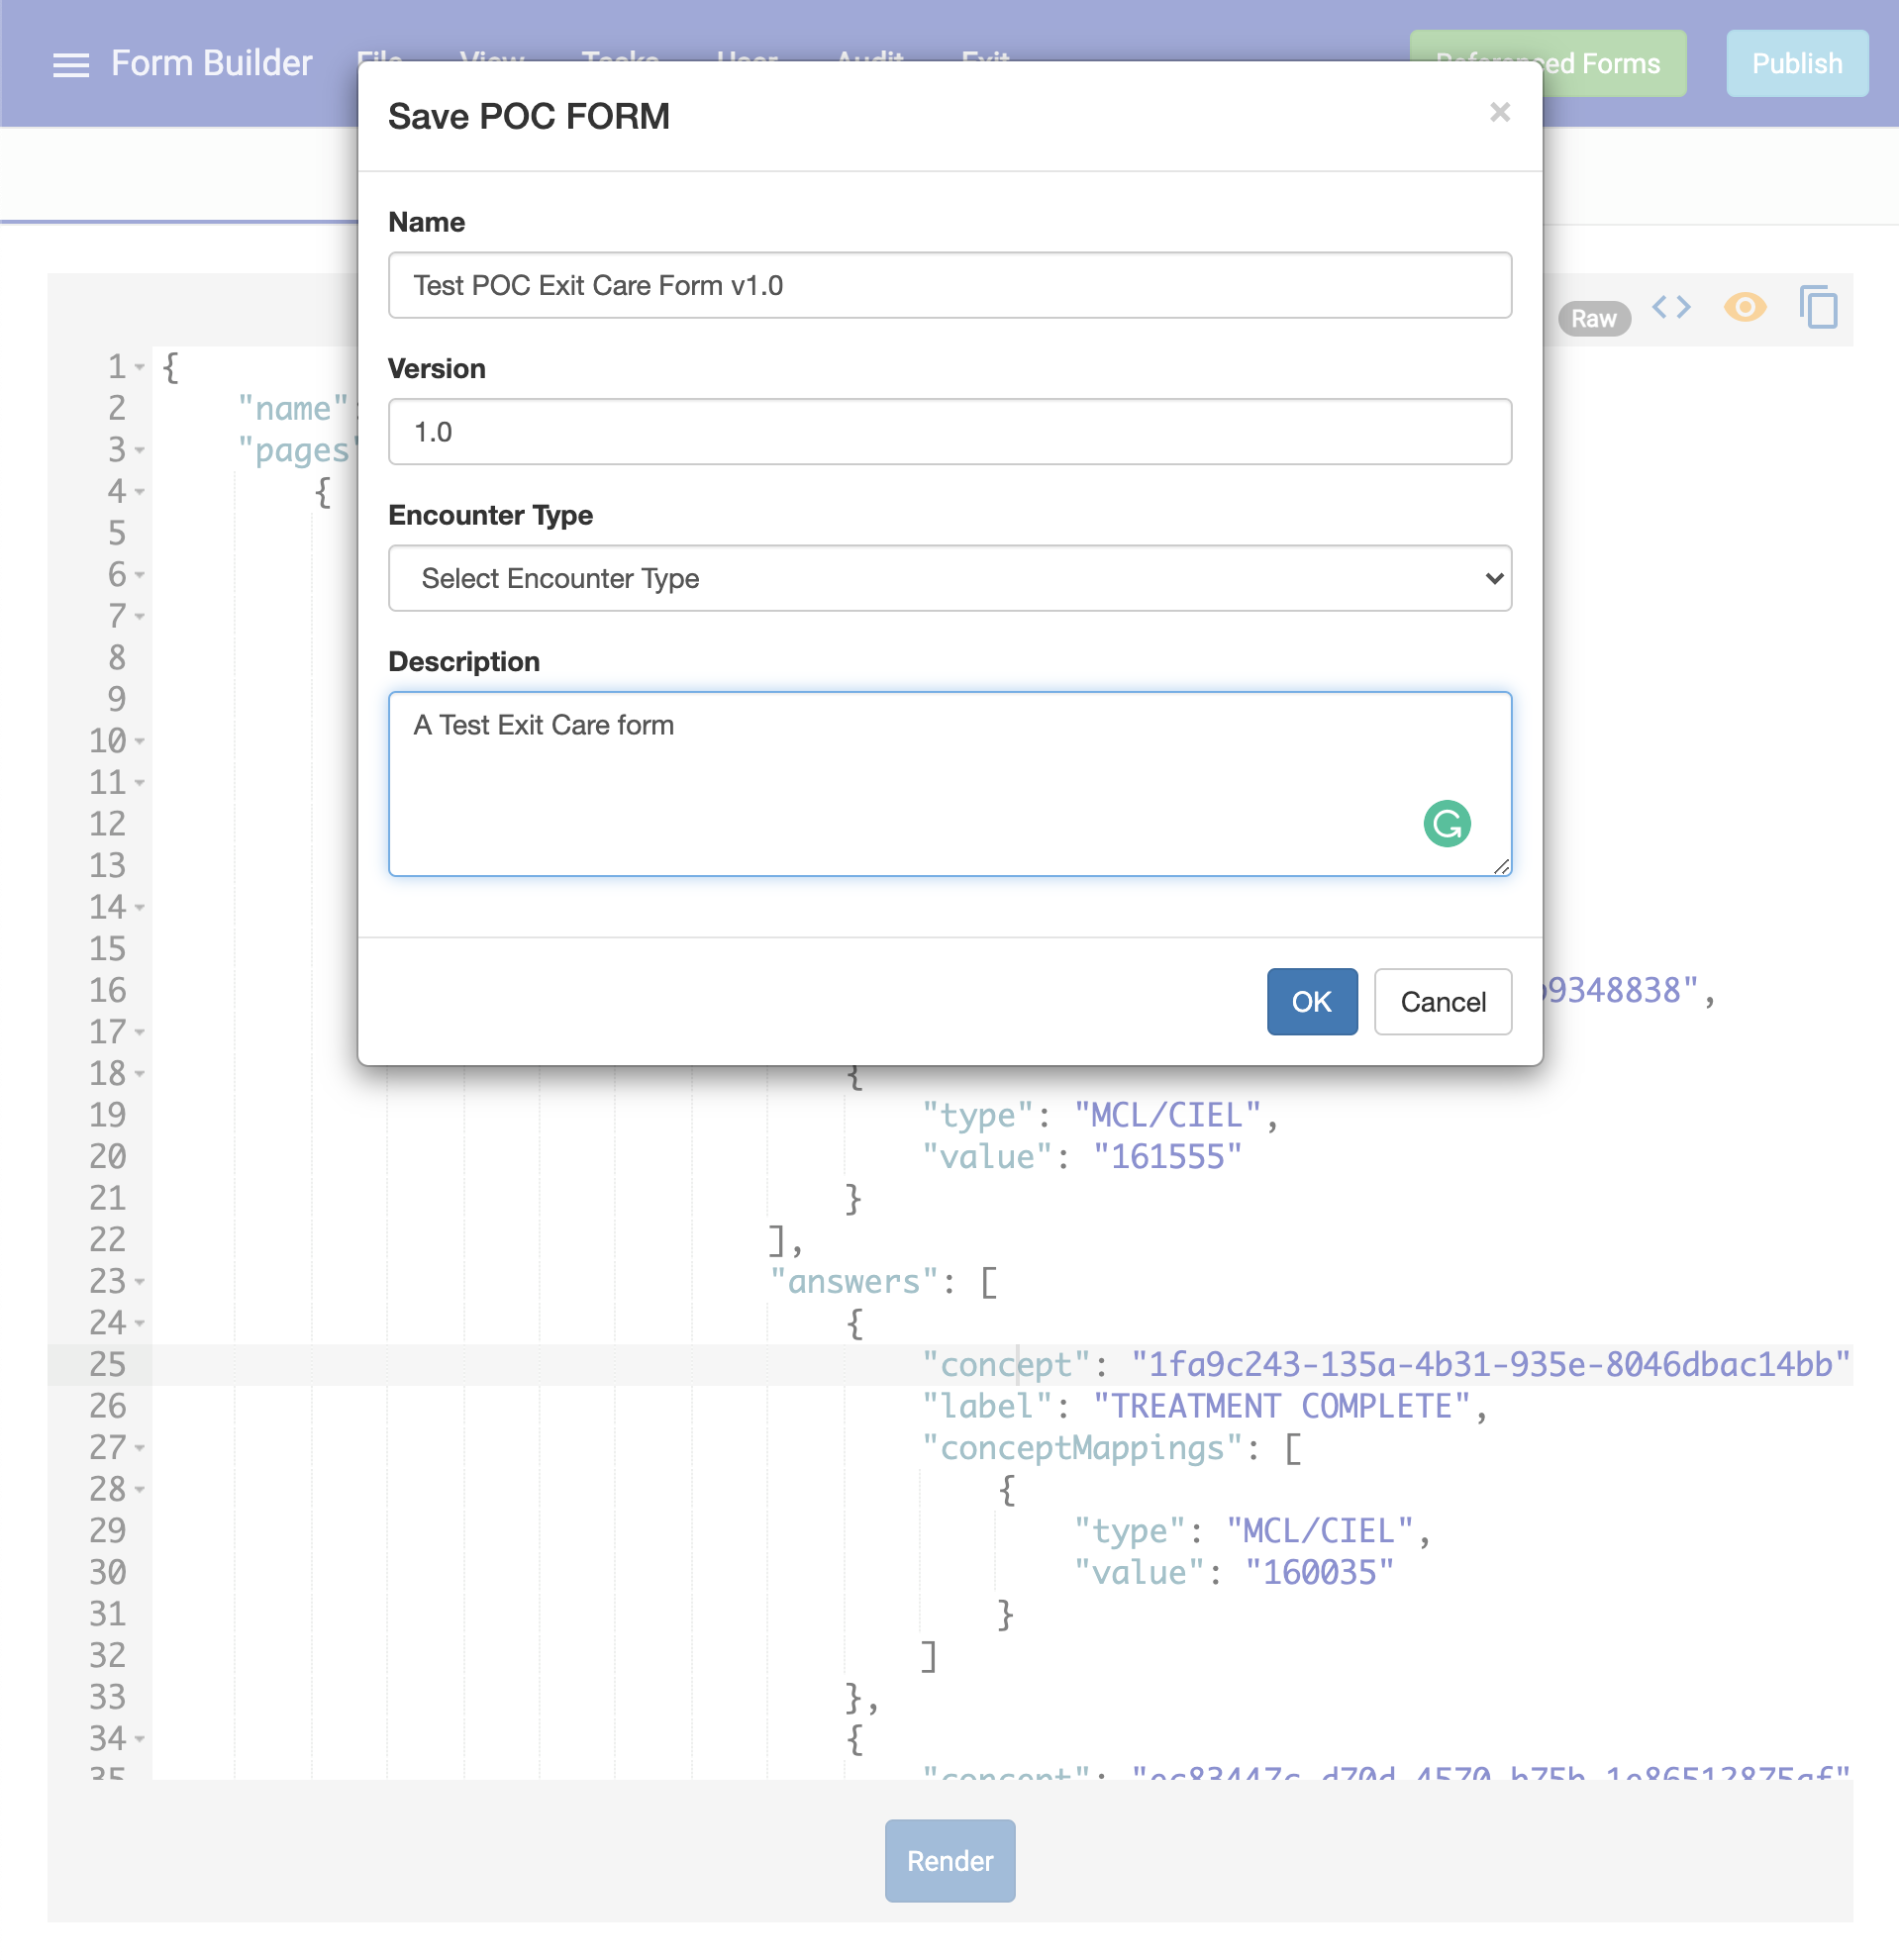 Form Builder File View Tasks User Audit Exit Referenced Forms Publish
Save POC FORM ×
Name
Test POC Exit Care Form v1.0
Version
1.0
Encounter Type
Select Encounter Type
Description
A Test Exit Care form
OK Cancel
Raw
1 {
2 "name":
3 "pages"
4 {
5
6
7
8
9
10
11
12
13
14
15
16 9348838",
17
18 {
19 "type": "MCL/CIEL",
20 "value": "161555"
21 }
22 ],
23 "answers": [
24 {
25 "concept": "1fa9c243-135a-4b31-935e-8046dbac14bb"
26 "label": "TREATMENT COMPLETE",
27 "conceptMappings": [
28 {
29 "type": "MCL/CIEL",
30 "value": "160035"
31 }
32 ]
33 },
34 {
35 "concept":
Render